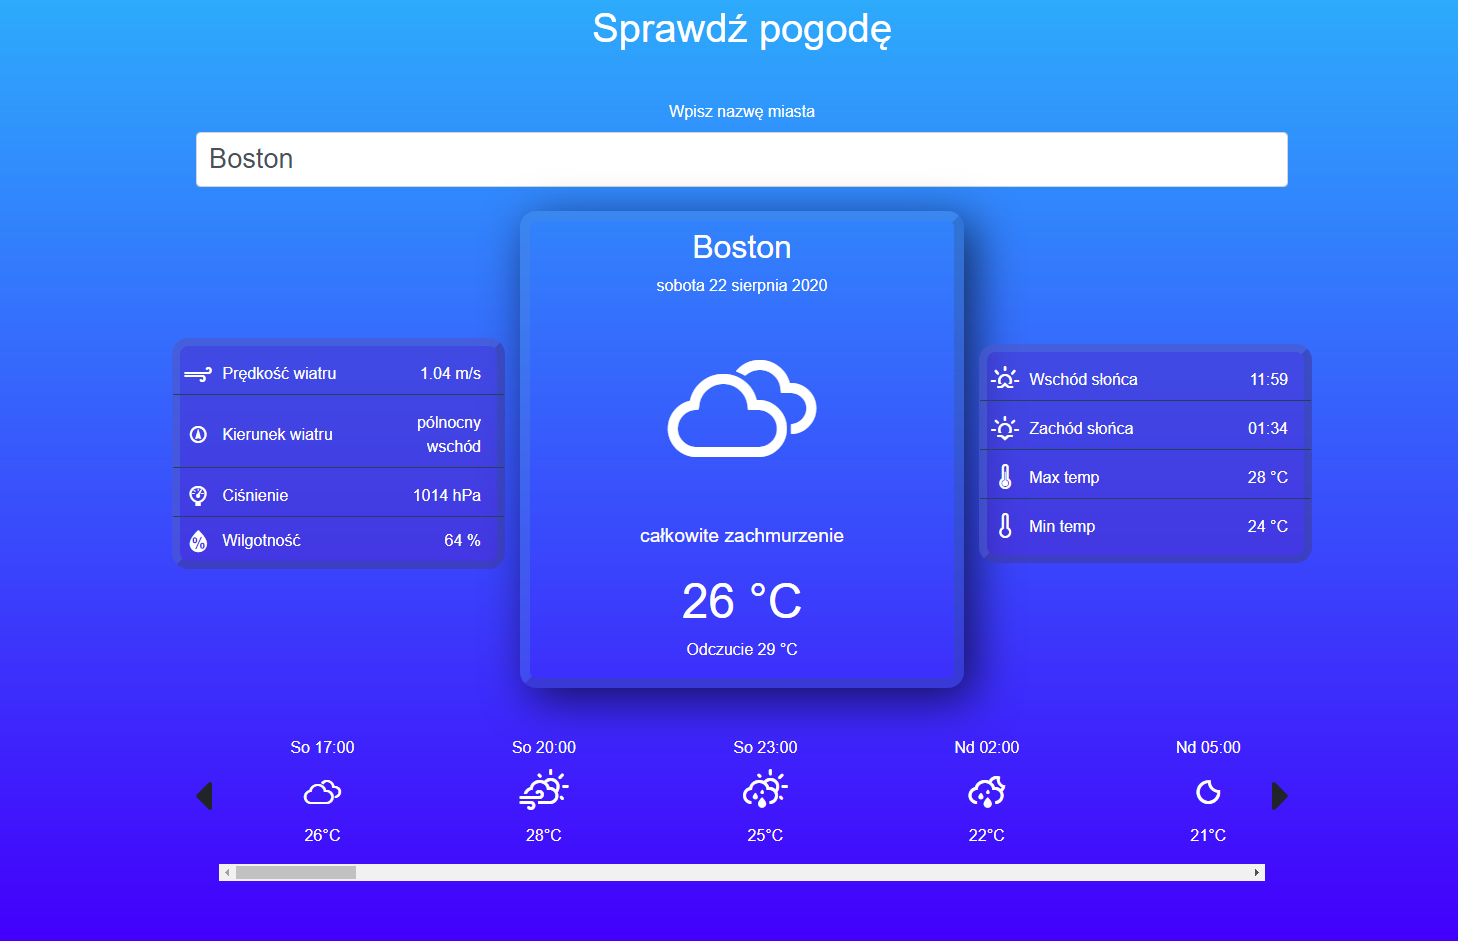 Sprawdź pogodę
Wpisz nazwę miasta
Boston
Boston
sobota 22 sierpnia 2020
całkowite zachmurzenie
26 °C
Odczucie 29 °C
Prędkość wiatru 1.04 m/s
Kierunek wiatru pólnocny
wschód
Ciśnienie 1014 hPa
% Wilgotność 64 %
Wschód słońca 11:59
Zachód słońca 01:34
Max temp 28 °C
Min temp 24 °C
So 17:00 So 20:00 So 23:00 Nd 02:00 Nd 05:00
26°C 28°C 25°C 22°C 21°C